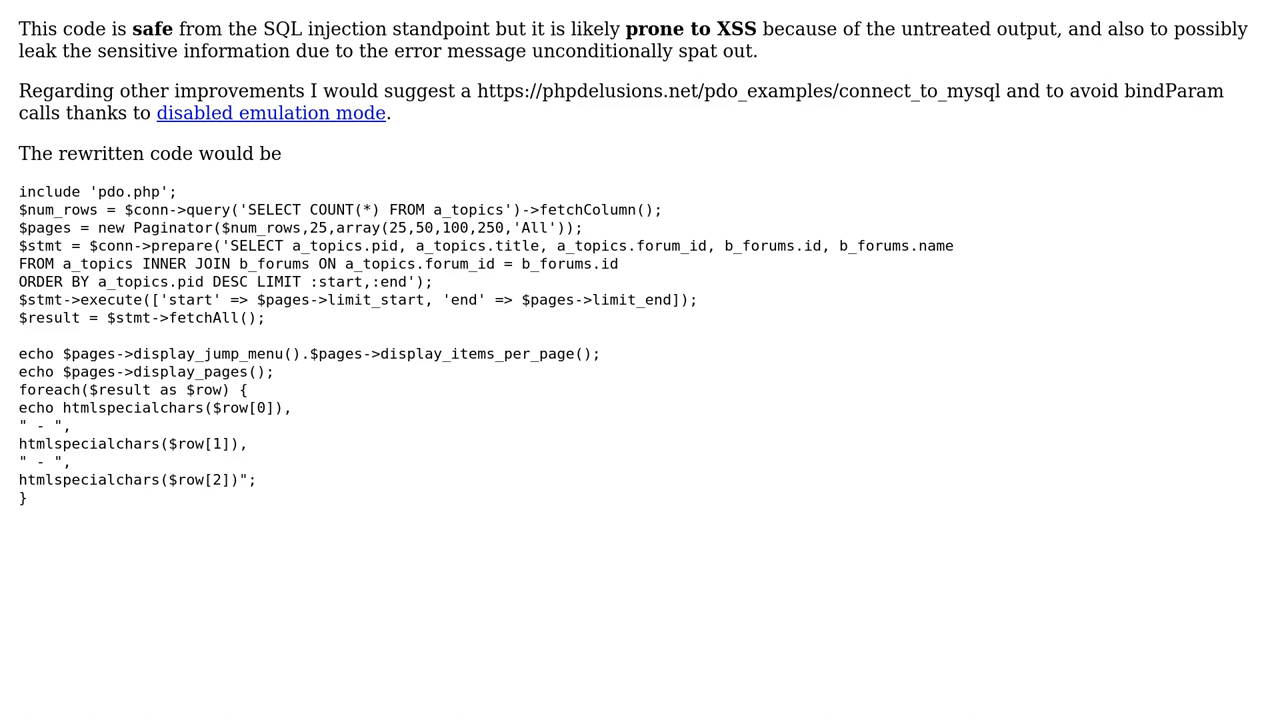 This code is safe from the SQL injection standpoint but it is likely prone to XSS because of the untreated output, and also to possibly
leak the sensitive information due to the error message unconditionally spat out.
Regarding other improvements I would suggest a https://phpdelusions.net/pdo_examples/connect_to_mysql and to avoid bindParam
calls thanks to disabled emulation mode.
The rewritten code would be
include 'pdo.php';
$num_rows = $conn->query('SELECT COUNT(*) FROM a_topics')->fetchColumn();
$pages = new Paginator($num_rows,25,array(25,50,100,250,'All'));
$stmt = $conn->prepare('SELECT a_topics.pid, a_topics.title, a_topics.forum_id, b_forums.id, b_forums.name
FROM a_topics INNER JOIN b_forums ON a_topics.forum_id = b_forums.id
ORDER BY a_topics.pid DESC LIMIT :start,:end');
$stmt->execute(['start' => $pages->limit_start, 'end' => $pages->limit_end]);
$result = $stmt->fetchAll();
echo $pages->display_jump_menu().$pages->display_items_per_page();
echo $pages->display_pages();
foreach($result as $row) {
echo htmlspecialchars($row[0]),
" - ",
htmlspecialchars($row[1]),
" - ",
htmlspecialchars($row[2])";
}